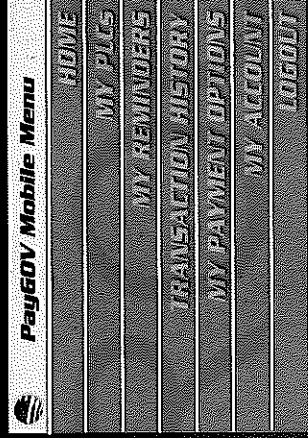 PayGOV Mobile Menu
HOME
MY PLCS
MY REMINDERS
TRANSACTION HISTORY
MY PAYMENT OPTIONS
MY ACCOUNT
LOGOUT